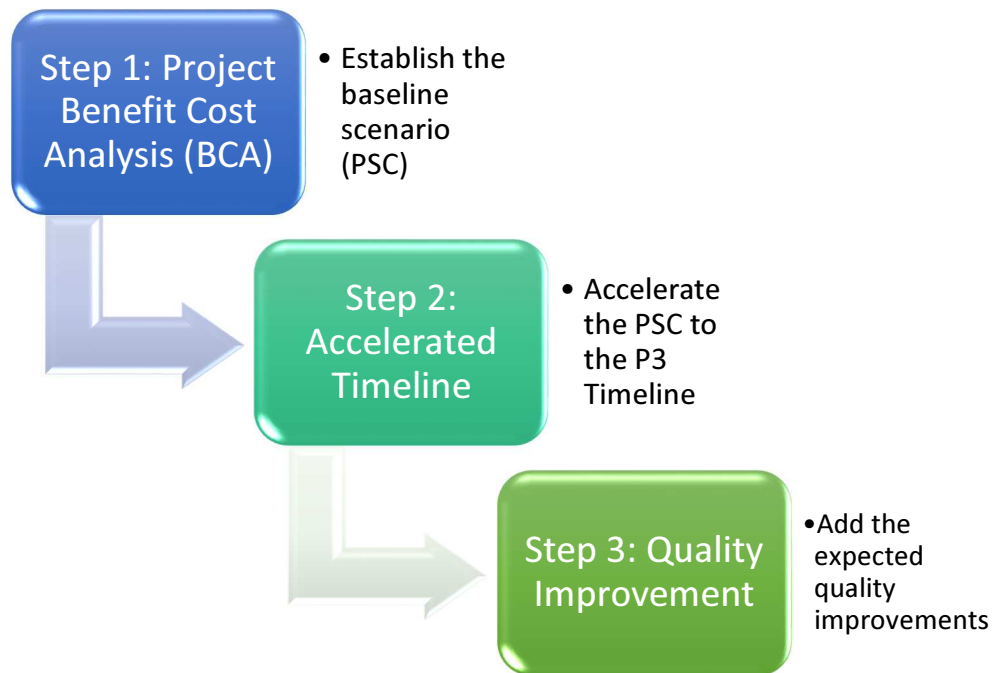 Step 1: Project
Benefit Cost
Analysis (BCA)
• Establish the
baseline
scenario
(PSC)
Step 2:
Accelerated
Timeline
• Accelerate
the PSC to
the P3
Timeline
Step 3: Quality
Improvement
•Add the
expected
quality
improvements